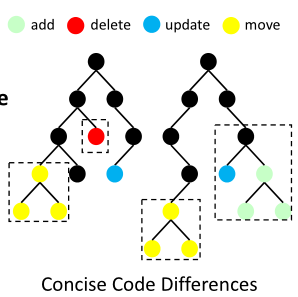 add delete update move
e
Concise Code Differences